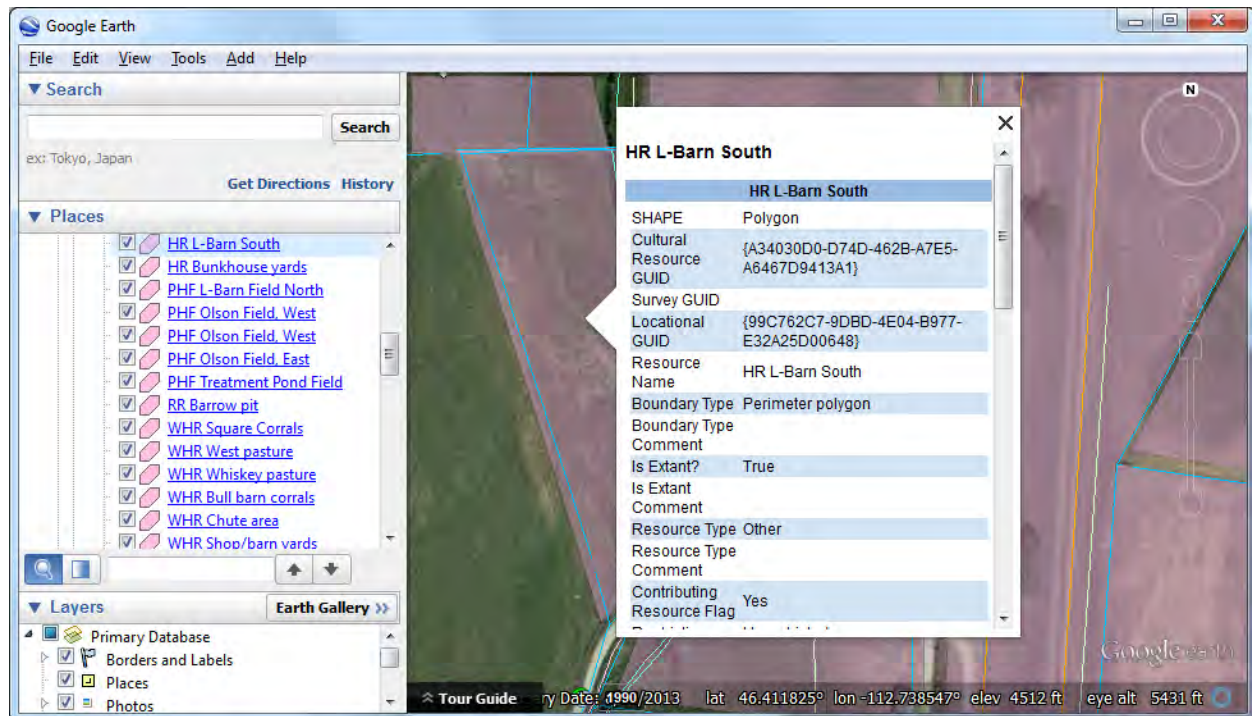 Google Earth
File Edit View Tools Add Help
Search
Search
ex: Tokyo, Japan
Get Directions History
Places
HR L-Barn South
HR Bunkhouse yards
PHF L-Barn Field North
PHF Olson Field, West
PHF Olson Field, West
PHF Olson Field, East
PHF Treatment Pond Field
RR Barrow pit
WHR Square Corrals
WHR West pasture
WHR Whiskey pasture
WHR Bull barn corrals
WHR Chute area
WHR Shop/barn yards
Layers
Earth Gallery >>
Primary Database
Borders and Labels
Places
Photos
N
HR L-Barn South
HR L-Barn South
SHAPE Polygon
Cultural Resource GUID {A34030D0-D74D-462B-A7E5-
A6467D9413A1}
Survey GUID
Locational GUID {99C762C7-9DBD-4E04-B977-
E32A25D00648}
Resource Name HR L-Barn South
Boundary Type Perimeter polygon
Boundary Type
Comment
Is Extant? True
Is Extant
Comment
Resource Type Other
Resource Type
Comment
Contributing
Resource Flag Yes
Google earth
Tour Guide ry Date: /2013 lat 46.411825° lon -112.738547° elev 4512 ft eye alt 5431 ft
1990